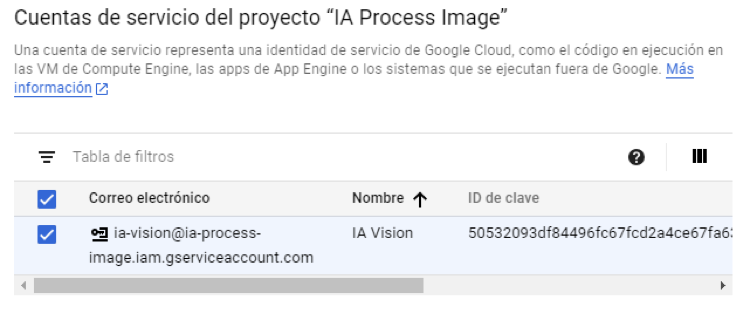 Cuentas de servicio del proyecto “IA Process Image”
Una cuenta de servicio representa una identidad de servicio de Google Cloud, como el código en ejecución en
las VM de Compute Engine, las apps de App Engine o los sistemas que se ejecutan fuera de Google. Más
información
Tabla de filtros
Correo electrónico Nombre ID de clave
ia-vision@ia-process- IA Vision 50532093df84496fc67fcd2a4ce67fa63
image.iam.gserviceaccount.com